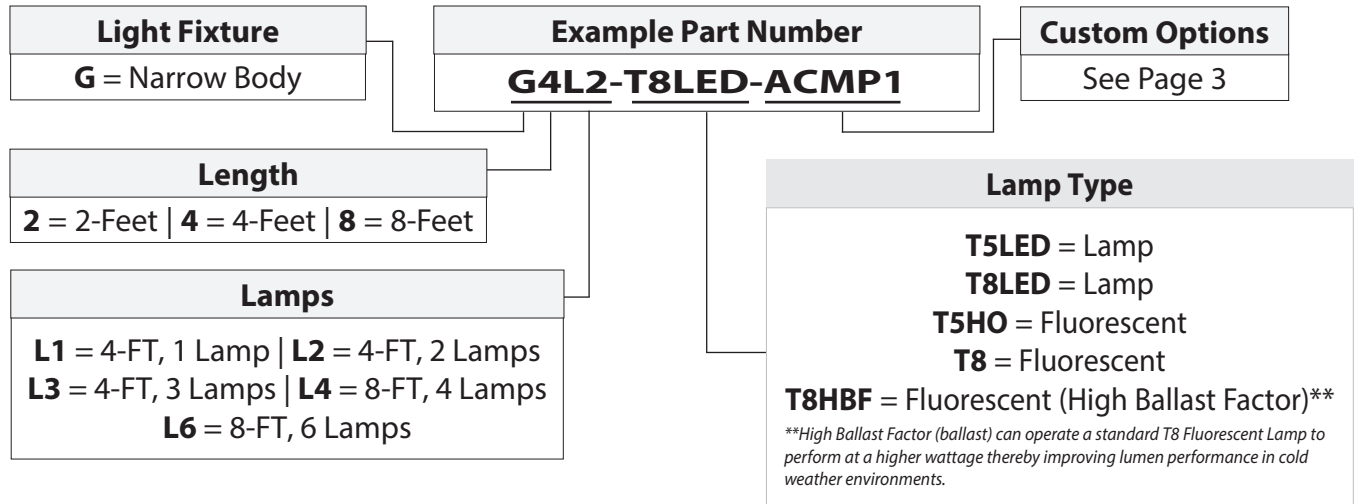 Light Fixture
G = Narrow Body
Example Part Number
G4L2-T8LED-ACMP1
Custom Options
See Page 3
Length
2 = 2-Feet | 4 = 4-Feet | 8 = 8-Feet
Lamps
L1 = 4-FT, 1 Lamp | L2 = 4-FT, 2 Lamps
L3 = 4-FT, 3 Lamps | L4 = 8-FT, 4 Lamps
L6 = 8-FT, 6 Lamps
Lamp Type
T5LED = Lamp
T8LED = Lamp
T5HO = Fluorescent
T8 = Fluorescent
T8HBF = Fluorescent (High Ballast Factor)**
**High Ballast Factor (ballast) can operate a standard T8 Fluorescent Lamp to
perform at a higher wattage thereby improving lumen performance in cold
weather environments.